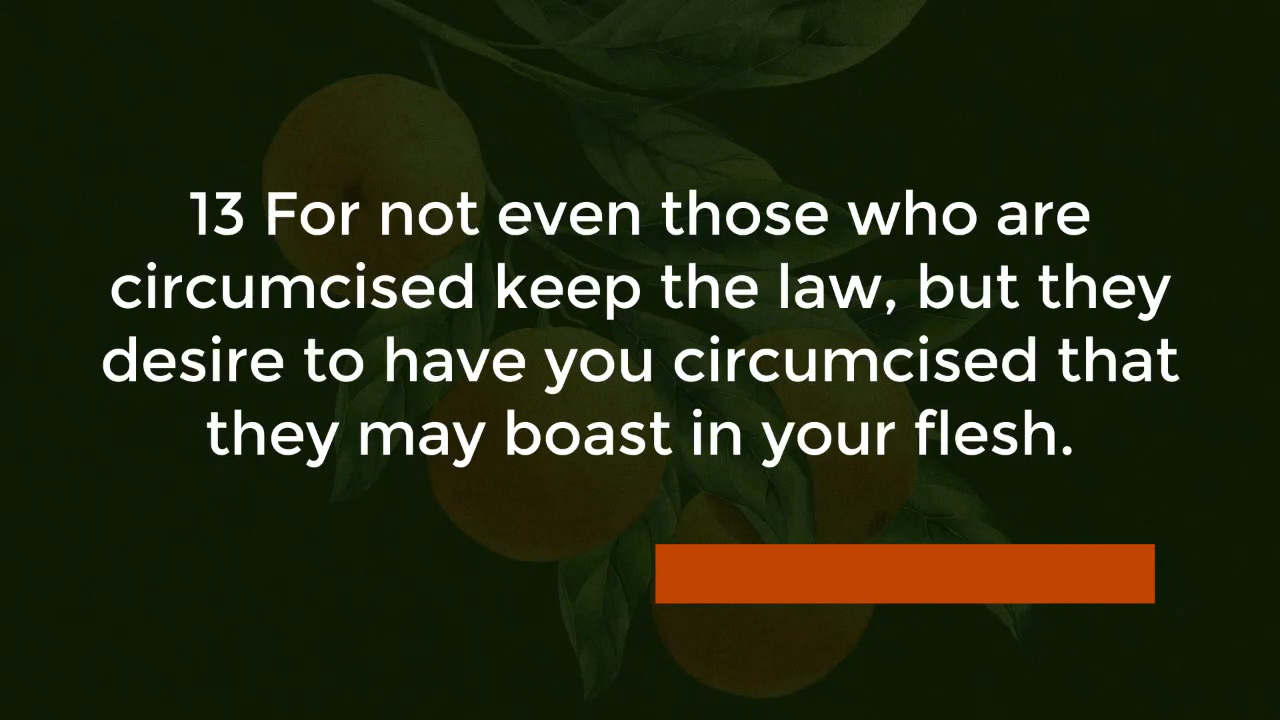 13 For not even those who are
circumcised keep the law, but they
desire to have you circumcised that
they may boast in your flesh.